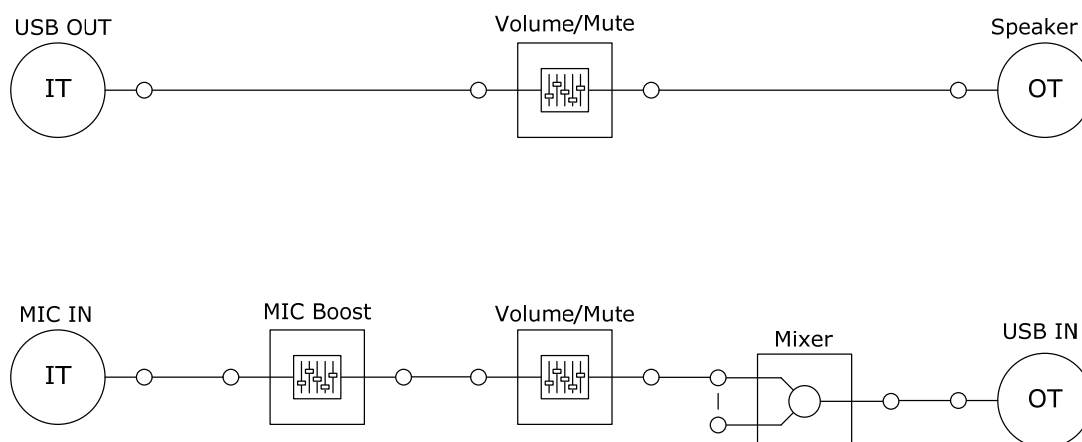 USB OUT
Volume/Mute
Speaker
IT
OT
MIC IN
MIC Boost
Volume/Mute
Mixer
USB IN
IT
OT